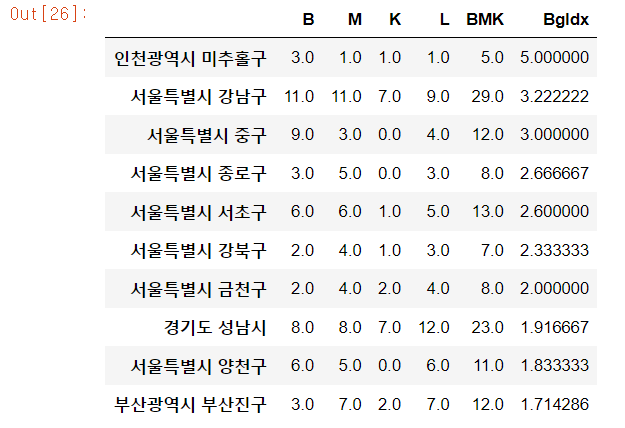 Out[26]:
B M K L BMK BgIdx
인천광역시 미추홀구 3.0 1.0 1.0 1.0 5.0 5.000000
서울특별시 강남구 11.0 11.0 7.0 9.0 29.0 3.222222
서울특별시 중구 9.0 3.0 0.0 4.0 12.0 3.000000
서울특별시 종로구 3.0 5.0 0.0 3.0 8.0 2.666667
서울특별시 서초구 6.0 6.0 1.0 5.0 13.0 2.600000
서울특별시 강북구 2.0 4.0 1.0 3.0 7.0 2.333333
서울특별시 금천구 2.0 4.0 2.0 4.0 8.0 2.000000
경기도 성남시 8.0 8.0 7.0 12.0 23.0 1.916667
서울특별시 양천구 6.0 5.0 0.0 6.0 11.0 1.833333
부산광역시 부산진구 3.0 7.0 2.0 7.0 12.0 1.714286